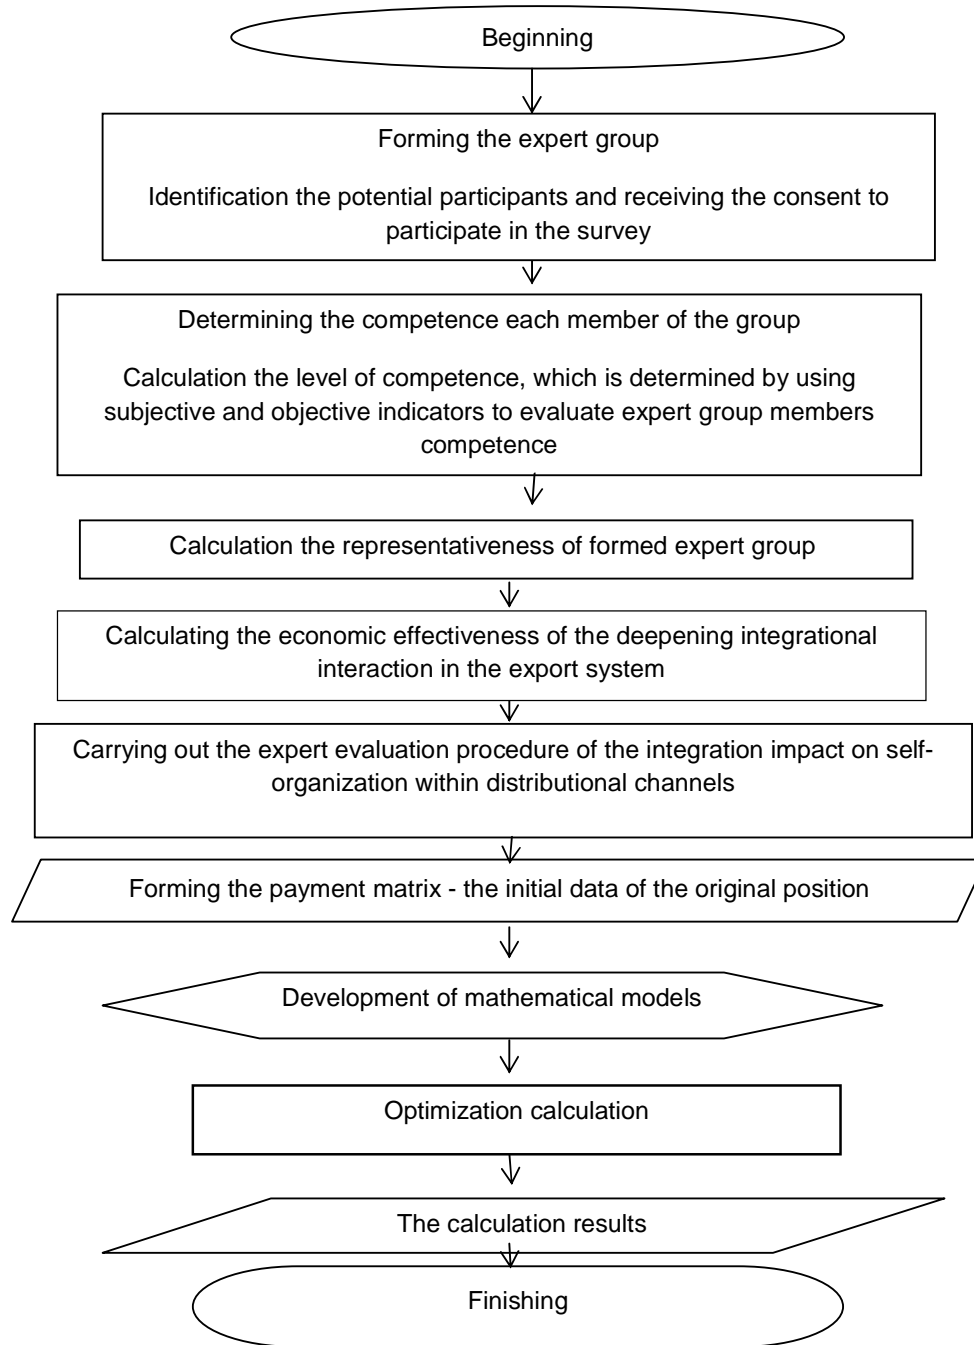 Beginning
Forming the expert group
Identification the potential participants and receiving the consent to
participate in the survey
Determining the competence each member of the group
Calculation the level of competence, which is determined by using
subjective and objective indicators to evaluate expert group members
competence
Calculation the representativeness of formed expert group
Calculating the economic effectiveness of the deepening integrational
interaction in the export system
Carrying out the expert evaluation procedure of the integration impact on self-
organization within distributional channels
Forming the payment matrix - the initial data of the original position
Development of mathematical models
Optimization calculation
The calculation results
Finishing